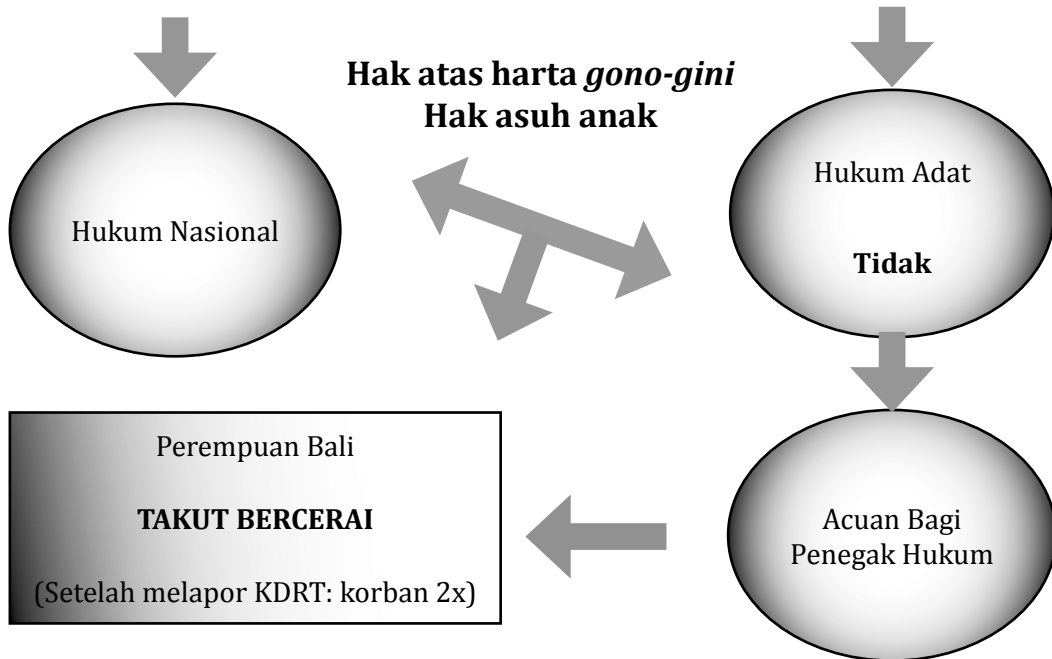 Hak atas harta gono-gini
Hak asuh anak
Hukum Nasional
Hukum Adat
Tidak
Perempuan Bali
TAKUT BERCERAI
(Setelah melapor KDRT: korban 2x)
Acuan Bagi
Penegak Hukum